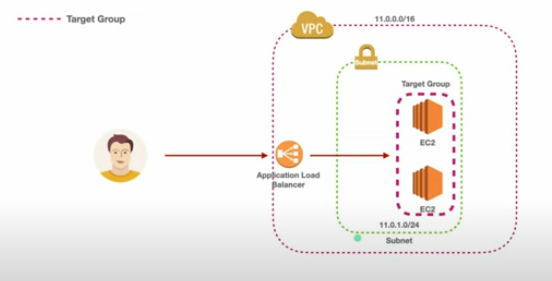 Target Group
11.0.0.0/16
VPC
Subnet
Target Group
EC2
Application Load
Balancer
EC2
11.0.1.0/24
Subnet